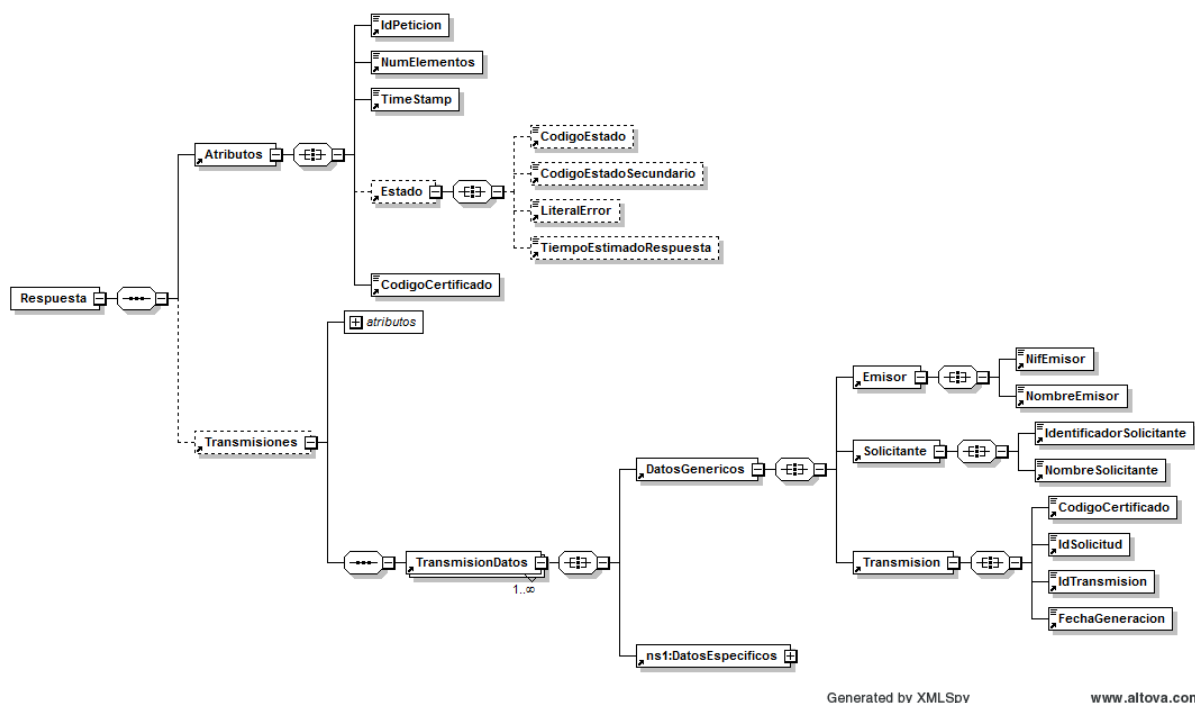 IdPeticion
NumElementos
TimeStamp
Atributos
CodigoEstado
CodigoEstadoSecundario
Estado
LiteralError
TiempoEstimadoRespuesta
CodigoCertificado
Respuesta
atributos
Transmisiones
NifEmisor
Emisor
NombreEmisor
IdentificadorSolicitante
Solicitante
NombreSolicitante
DatosGenericos
CodigoCertificado
IdSolicitud
Transmision
IdTransmision
FechaGeneracion
TransmisionDatos
1..∞
ns1:DatosEspecificos
Generated by XMLSpy www.altova.com